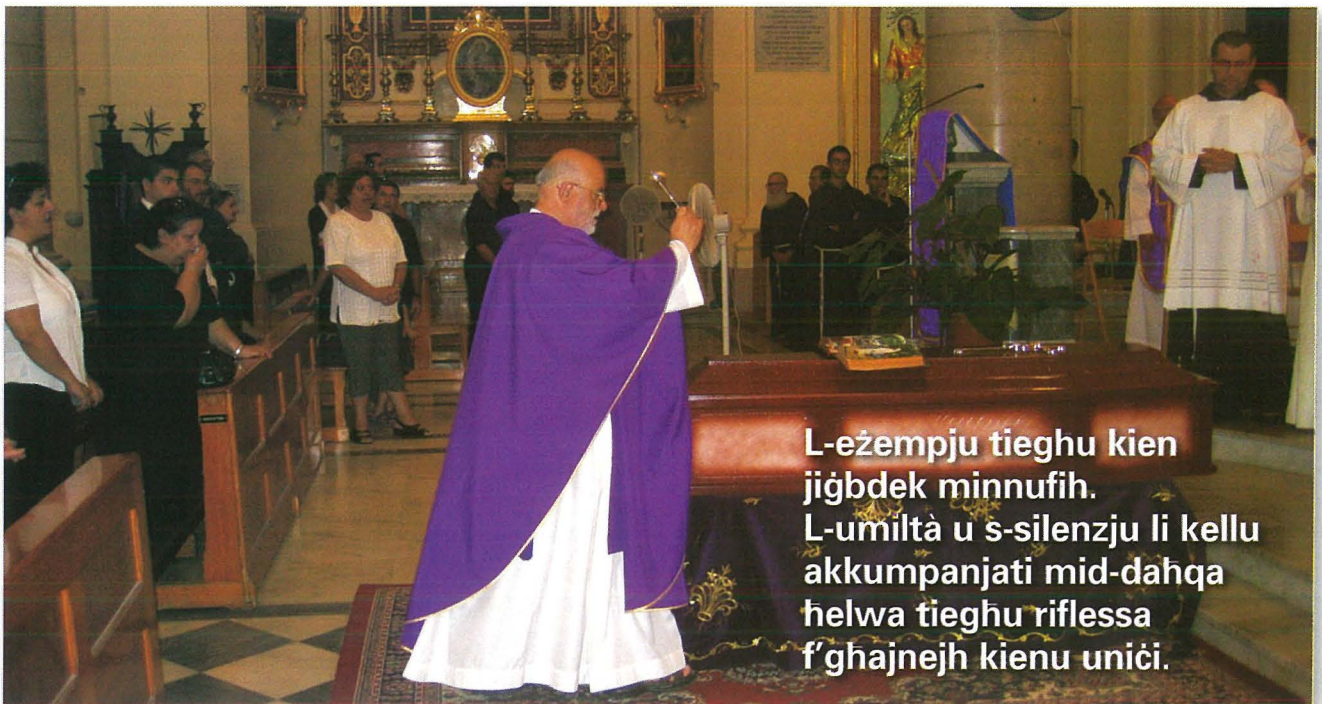 L-eżempju tiegħu kien
jiġbdek minnufih.
L-umiltà u s-silenzju li kellu
akkumpanjati mid-daħqa
ħelwa tiegħu riflessa
f'għajnejh kienu uniċi.